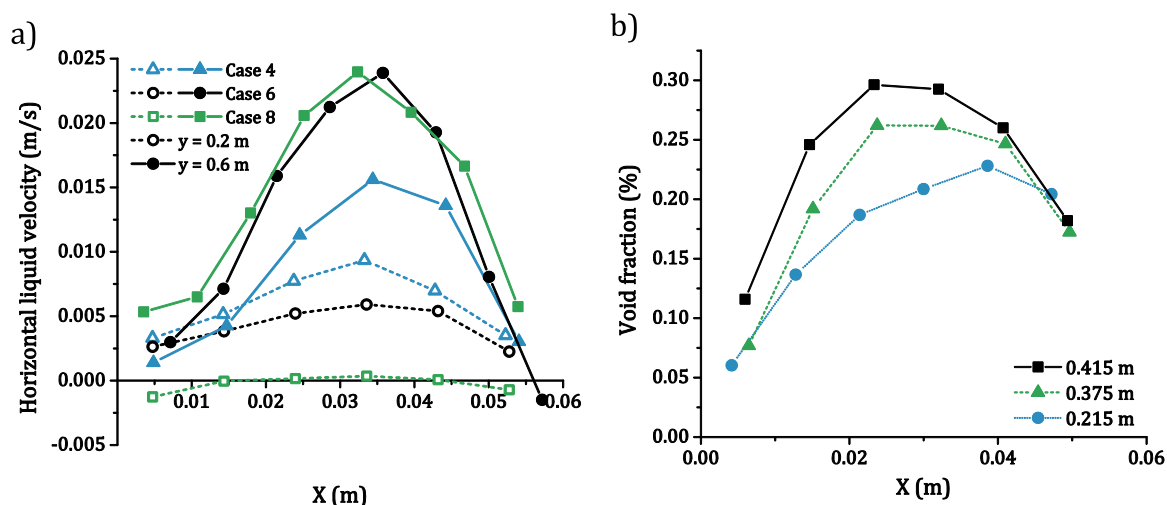 a)
Horizontal liquid velocity (m/s)
0.025
0.020
0.015
0.010
0.005
0.000
-0.005
Case 4
Case 6
Case 8
y = 0.2 m
y = 0.6 m
0.01
0.02
0.03
0.04
0.05
0.06
X (m)
b)
Void fraction (%)
0.30
0.25
0.20
0.15
0.10
0.05
0.00
0.415 m
0.375 m
0.215 m
0.00
0.02
0.04
0.06
X (m)